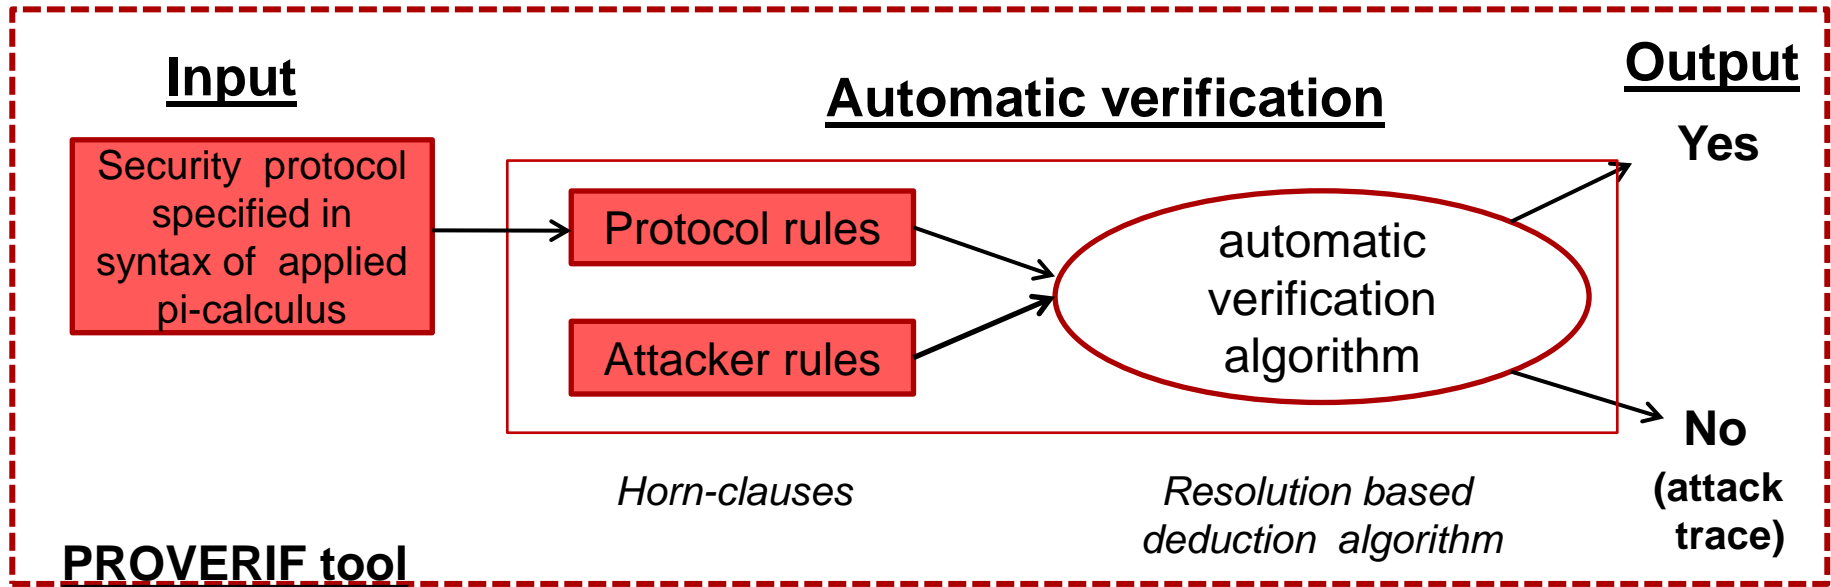 Input
Security protocol
specified in
syntax of applied
pi-calculus
Automatic verification
Protocol rules
Attacker rules
automatic
verification
algorithm
Horn-clauses
Resolution based
deduction algorithm
Output
Yes
No
(attack
trace)
PROVERIF tool